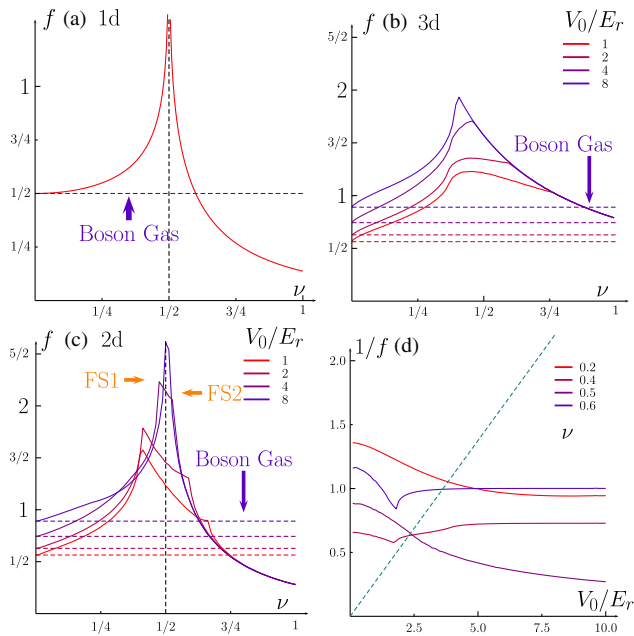 f (a) 1d
1
3/4
1/2
1/4
Boson Gas
1/4
1/2
3/4
1
ν
f (b) 3d
V₀/E_r
1
2
4
8
5/2
2
3/2
1
1/2
Boson Gas
1/4
1/2
3/4
1
ν
f (c) 2d
V₀/E_r
1
2
4
8
5/2
2
3/2
1
1/2
FS1
FS2
Boson Gas
1/4
1/2
3/4
1
ν
1/f (d)
0.2
0.4
0.5
0.6
ν
2.0
1.5
1.0
0.5
2.5
5.0
7.5
10.0
V₀/E_r